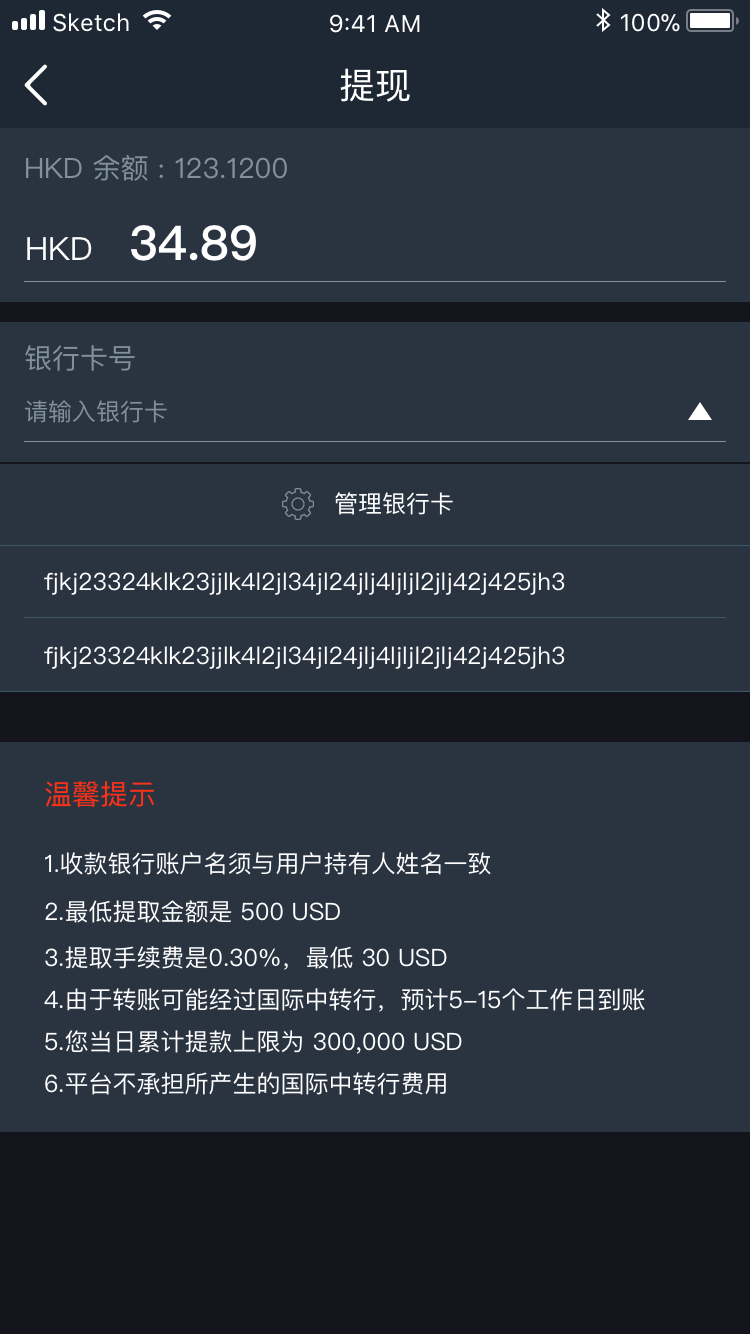 Sketch 9:41 AM 100%
提现
HKD 余额：123.1200
HKD 34.89
银行卡号
请输入银行卡
管理银行卡
fjkj23324klk23jjlk4l2jl34jl24jlj4ljljl2jlj42j425jh3
fjkj23324klk23jjlk4l2jl34jl24jlj4ljljl2jlj42j425jh3
温馨提示
1.收款银行账户名须与用户持有人姓名一致
2.最低提取金额是 500 USD
3.提取手续费是0.30%，最低 30 USD
4.由于转账可能经过国际中转行，预计5-15个工作日到账
5.您当日累计提款上限为 300,000 USD
6.平台不承担所产生的国际中转行费用